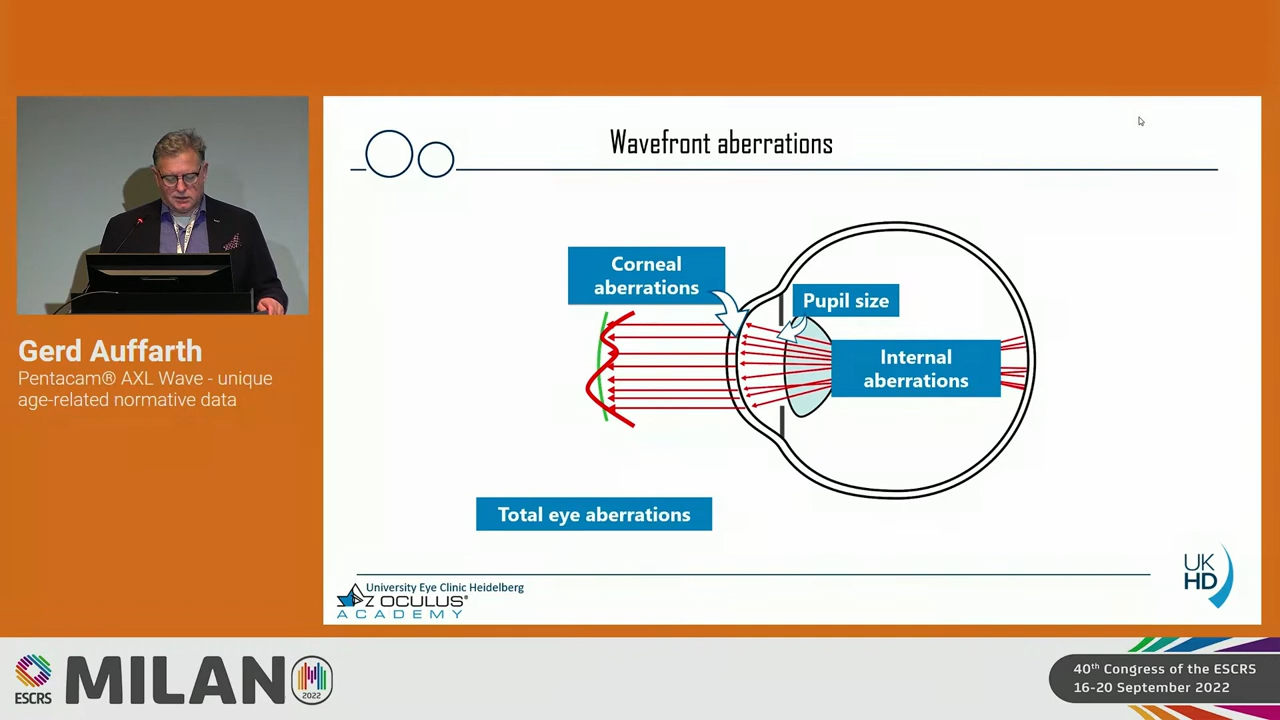 Wavefront aberrations
Corneal
aberrations
Pupil size
Internal
aberrations
Total eye aberrations
University Eye Clinic Heidelberg
OCULUS®
ACADEMY
UK
HD
Gerd Auffarth
Pentacam® AXL Wave - unique
age-related normative data
ESCRS
MILANO
2022
40th Congress of the ESCRS
16-20 September 2022